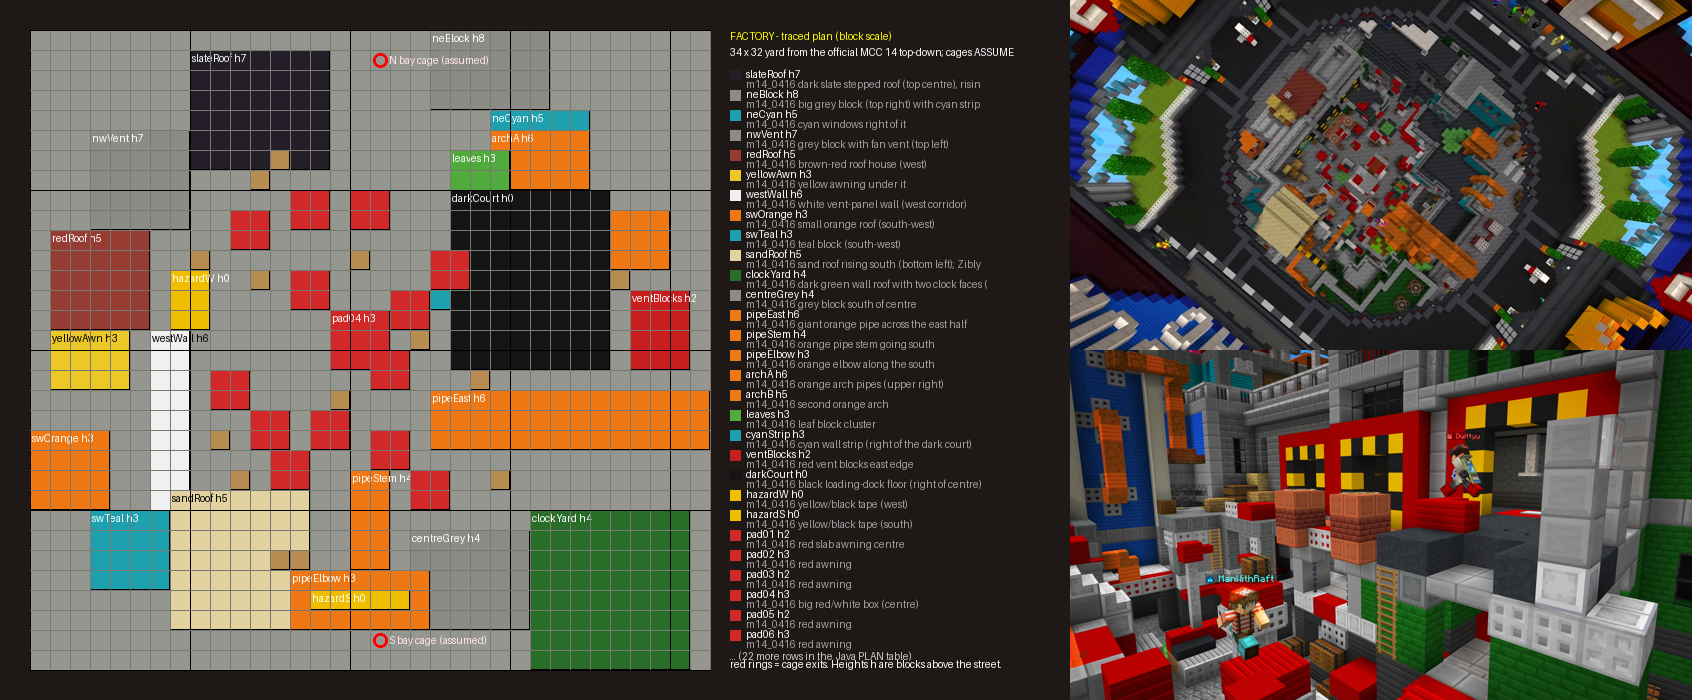 neBlock h8
slateRoof h7
N bay cage (assumed)
neCyan h5
nwVent h7
archA h6
leaves h3
darkCourt h0
redRoof h5
hazardW h0
ventBlocks h2
pad04 h3
yellowAwn h3
westWall h6
pipeEast h6
swOrange h3
pipeStem h4
sandRoof h5
swTeal h3
clockYard h4
centreGrey h4
pipeElbow h3
hazardS h0
S bay cage (assumed)
FACTORY - traced plan (block scale)
34 x 32 yard from the official MCC 14 top-down; cages ASSUME
slateRoof h7
m14_0416 dark slate stepped roof (top centre), risin
neBlock h8
m14_0416 big grey block (top right) with cyan strip
neCyan h5
m14_0416 cyan windows right of it
nwVent h7
m14_0416 grey block with fan vent (top left)
redRoof h5
m14_0416 brown-red roof house (west)
yellowAwn h3
m14_0416 yellow awning under it
westWall h6
m14_0416 white vent-panel wall (west corridor)
swOrange h3
m14_0416 small orange roof (south-west)
swTeal h3
m14_0416 teal block (south-west)
sandRoof h5
m14_0416 sand roof rising south (bottom left); Zibly
clockYard h4
m14_0416 dark green wall roof with two clock faces (
centreGrey h4
m14_0416 grey block south of centre
pipeEast h6
m14_0416 giant orange pipe across the east half
pipeStem h4
m14_0416 orange pipe stem going south
pipeElbow h3
m14_0416 orange elbow along the south
archA h6
m14_0416 orange arch pipes (upper right)
archB h5
m14_0416 second orange arch
leaves h3
m14_0416 leaf block cluster
cyanStrip h3
m14_0416 cyan wall strip (right of the dark court)
ventBlocks h2
m14_0416 red vent blocks east edge
darkCourt h0
m14_0416 black loading-dock floor (right of centre)
hazardW h0
m14_0416 yellow/black tape (west)
hazardS h0
m14_0416 yellow/black tape (south)
pad01 h2
m14_0416 red slab awning centre
pad02 h3
m14_0416 red awning
pad03 h2
m14_0416 red awning
pad04 h3
m14_0416 big red/white box (centre)
pad05 h2
m14_0416 red awning
pad06 h3
m14_0416 red awning
... (22 more rows in the Java PLAN table)
red rings = cage exits. Heights h are blocks above the street.